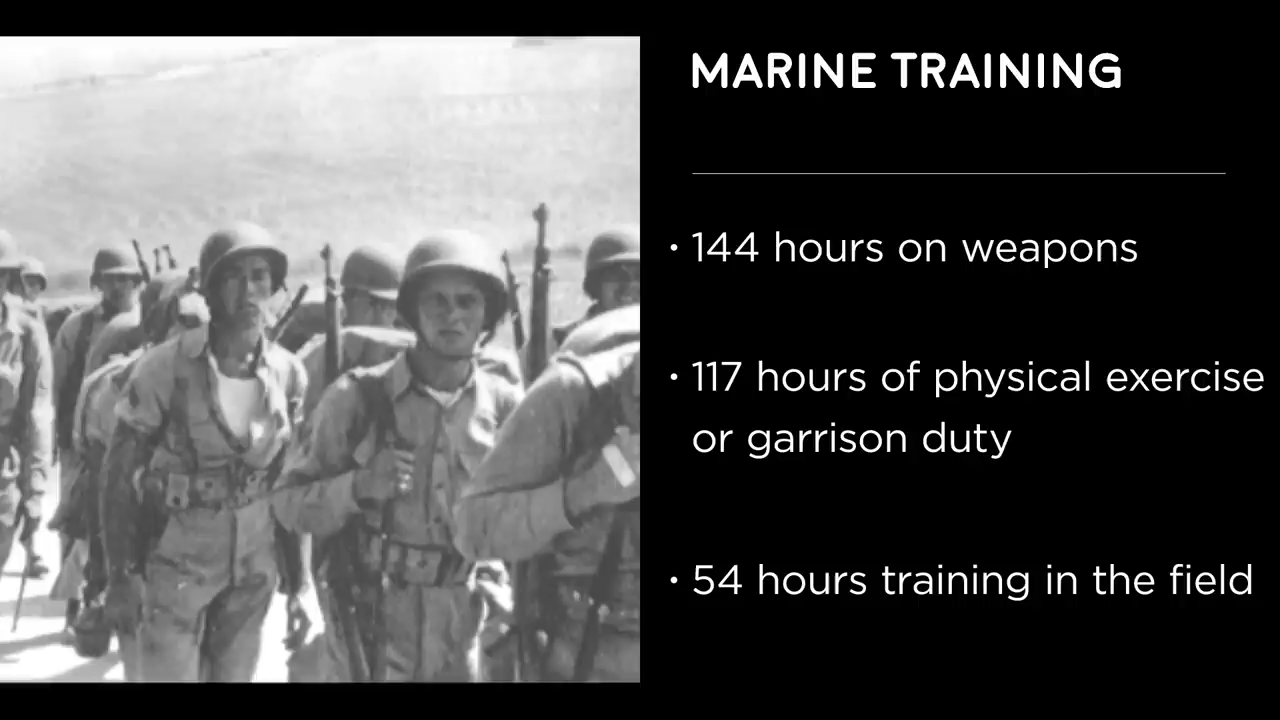 MARINE TRAINING
• 144 hours on weapons
• 117 hours of physical exercise
or garrison duty
• 54 hours training in the field